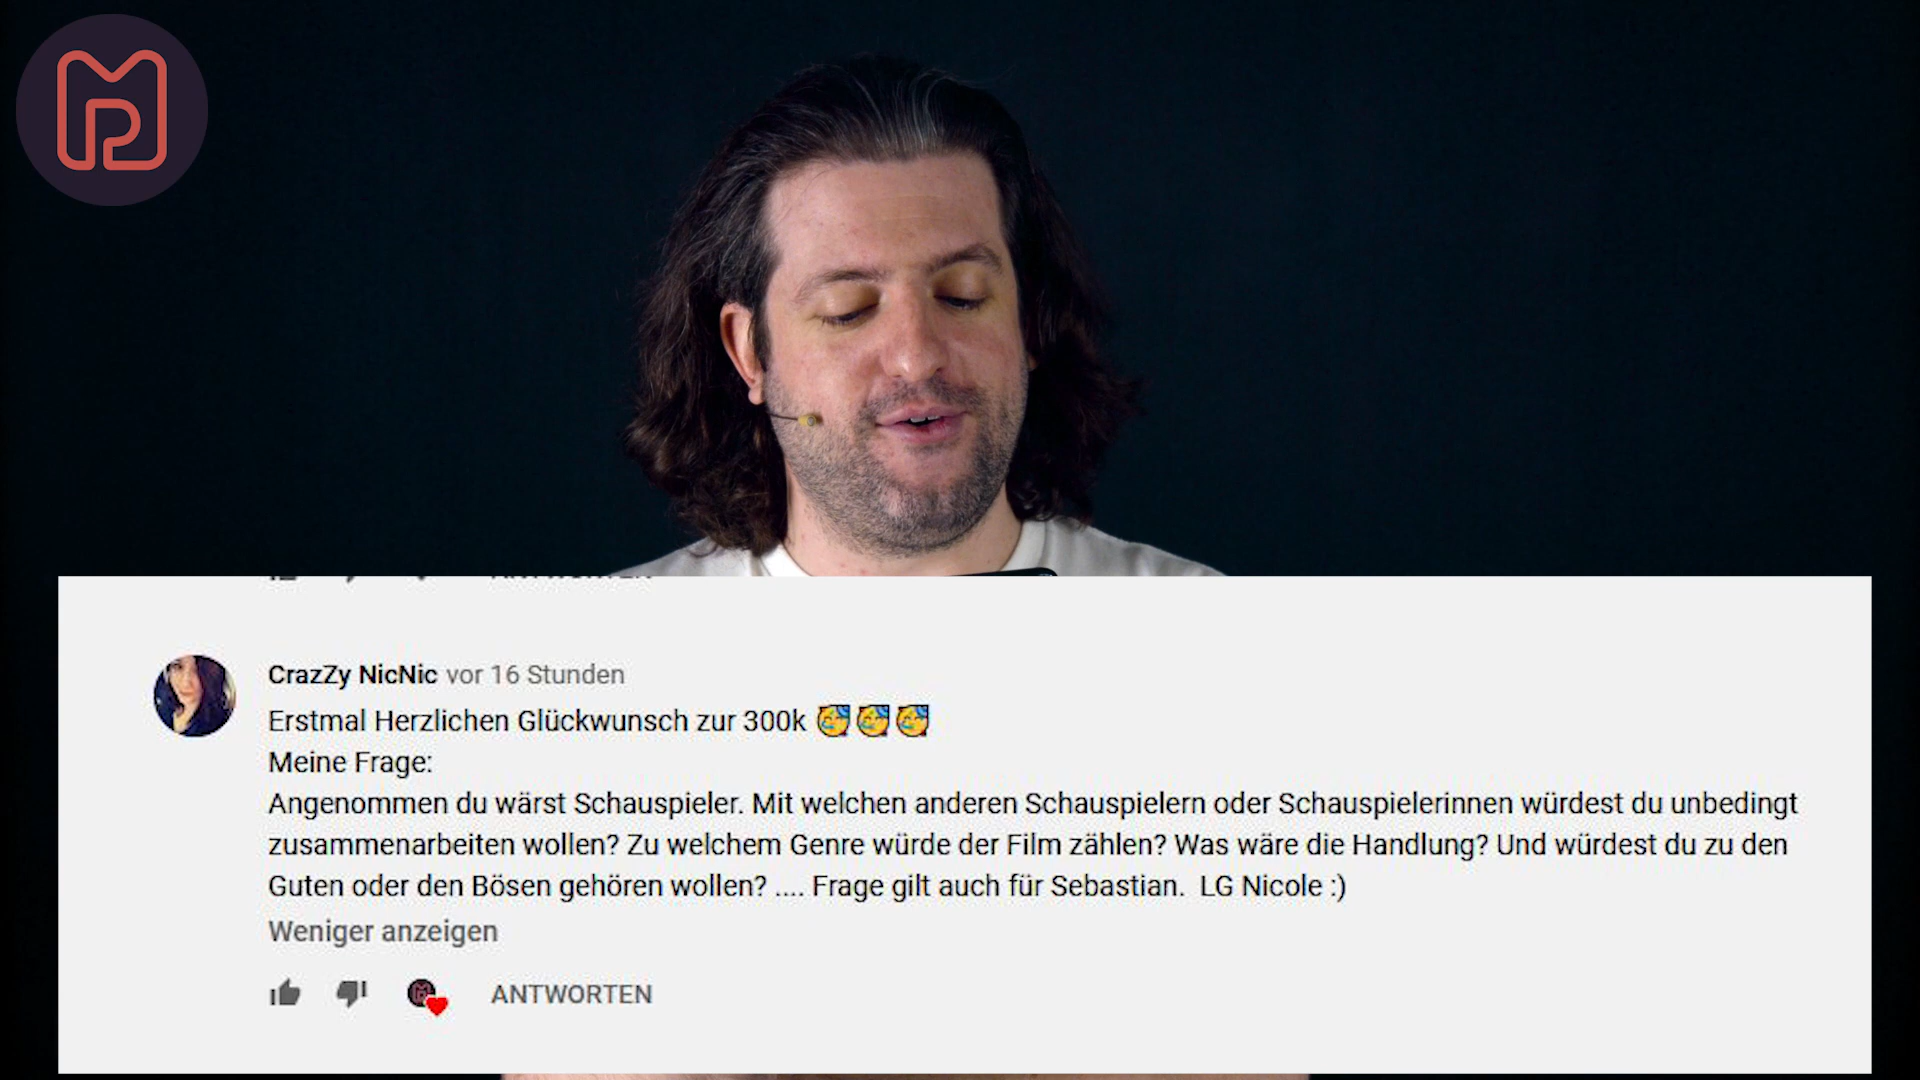 CrazZy NicNic vor 16 Stunden
Erstmal Herzlichen Glückwunsch zur 300k 🥳🥳🥳
Meine Frage:
Angenommen du wärst Schauspieler. Mit welchen anderen Schauspielern oder Schauspielerinnen würdest du unbedingt
zusammenarbeiten wollen? Zu welchem Genre würde der Film zählen? Was wäre die Handlung? Und würdest du zu den
Guten oder den Bösen gehören wollen? .... Frage gilt auch für Sebastian. LG Nicole :)
Weniger anzeigen
ANTWORTEN